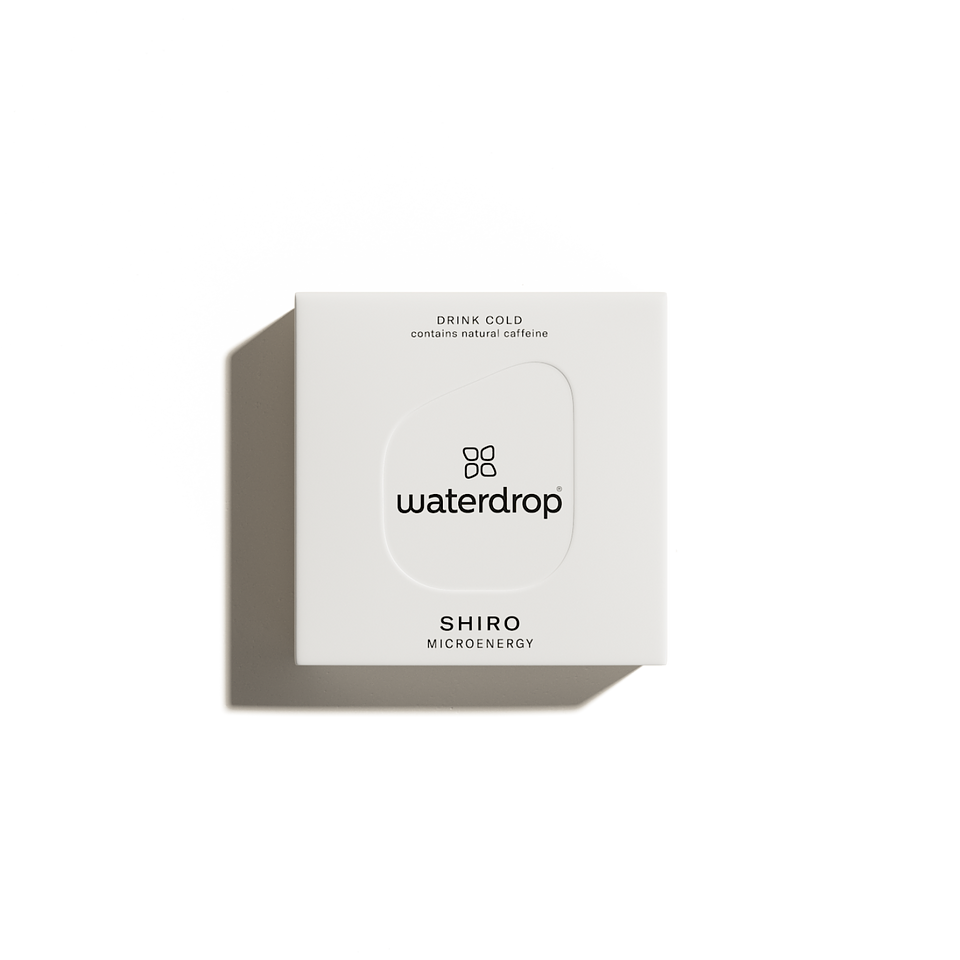 DRINK COLD
contains natural caffeine
waterdrop®
SHIRO
MICROENERGY